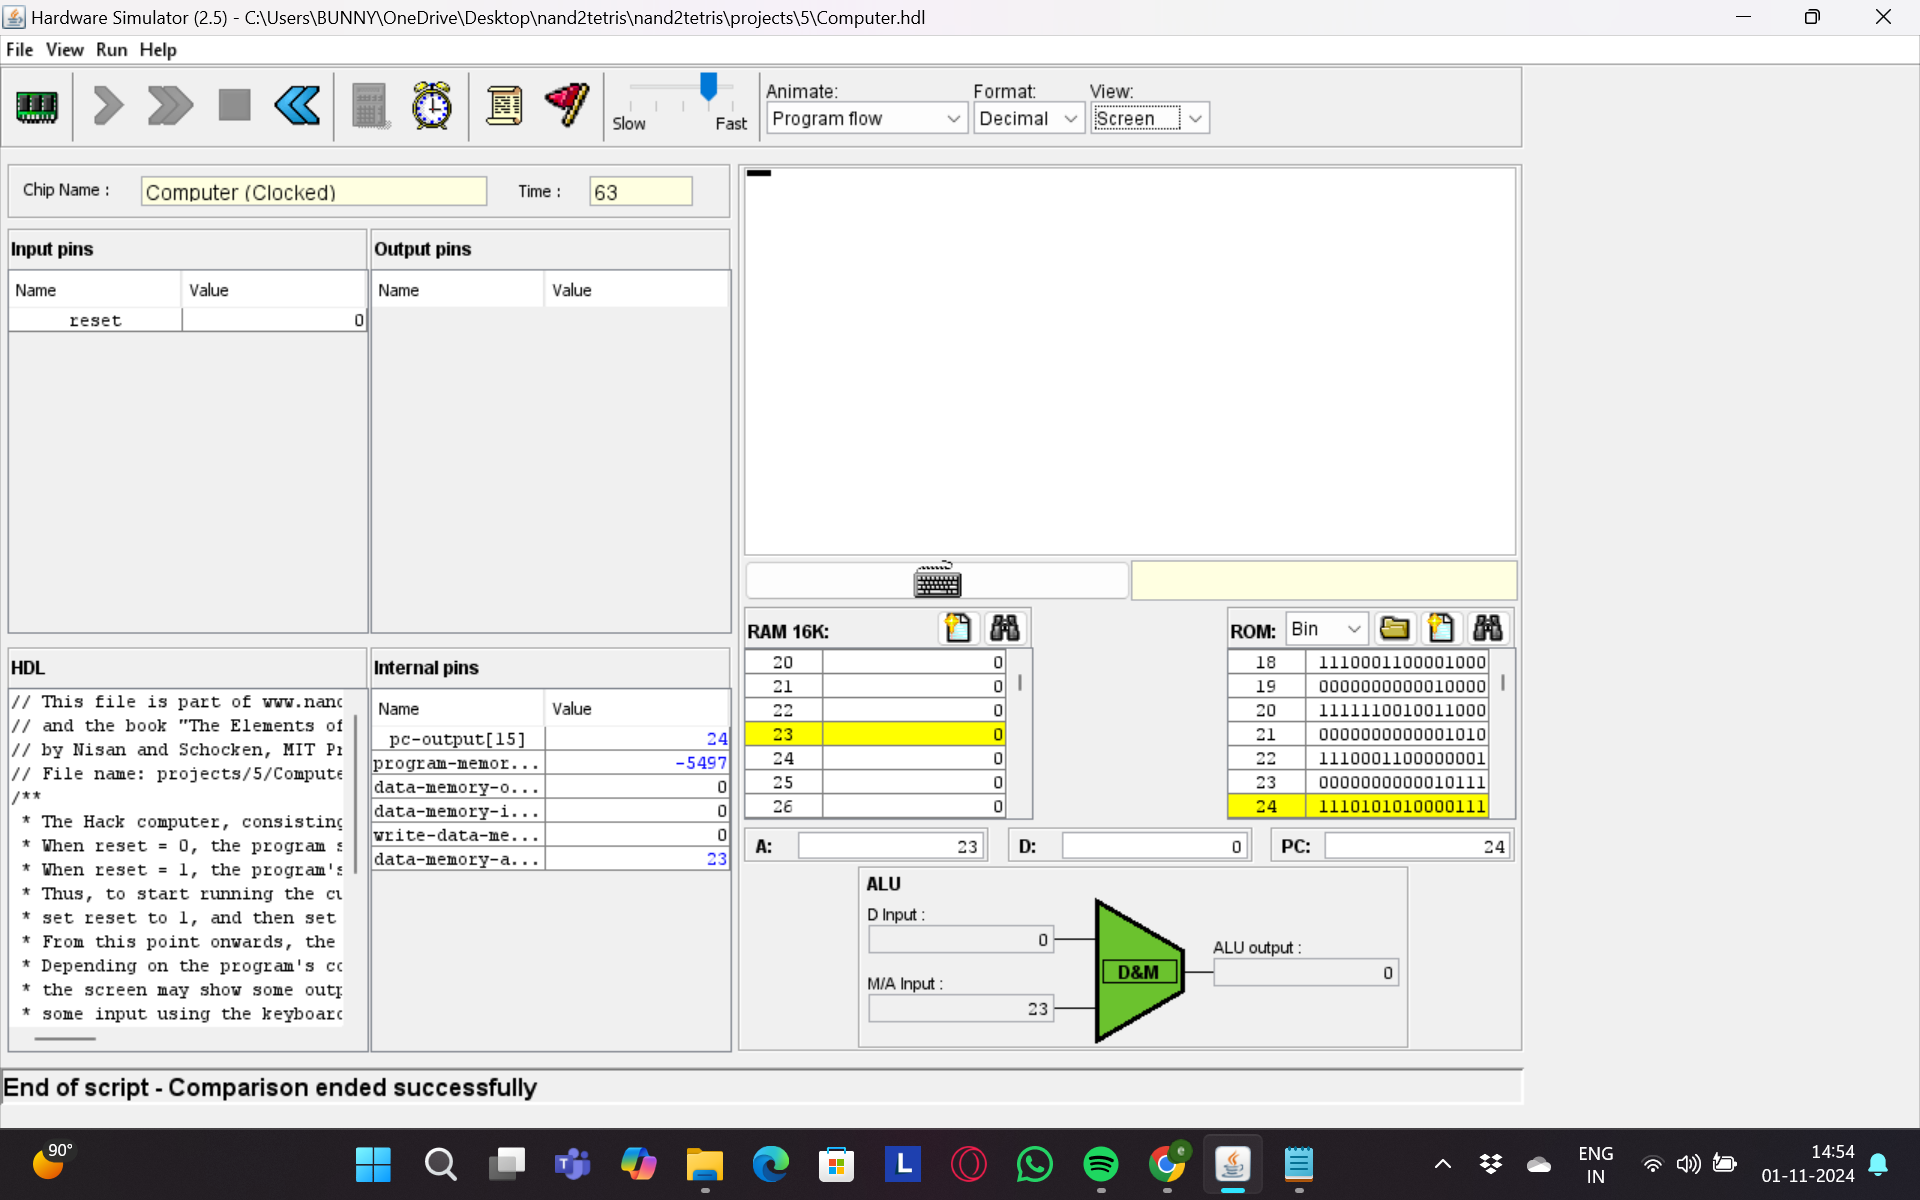 Hardware Simulator (2.5) - C:\Users\BUNNY\OneDrive\Desktop\nand2tetris\nand2tetris\projects\5\Computer.hdl
File View Run Help
Slow Fast
Animate: Format: View:
Program flow Decimal Screen
Chip Name : Computer (Clocked) Time : 63
Input pins
Name Value
reset 0
Output pins
Name Value
HDL
// This file is part of www.nand
// and the book "The Elements of
// by Nisan and Schocken, MIT Pr
// File name: projects/5/Compute
/**
* The Hack computer, consisting
* When reset = 0, the program s
* When reset = 1, the program's
* Thus, to start running the cu
* set reset to 1, and then set
* From this point onwards, the
* Depending on the program's co
* the screen may show some outp
* some input using the keyboard
Internal pins
Name Value
pc-output[15] 24
program-memor... -5497
data-memory-o... 0
data-memory-i... 0
write-data-me... 0
data-memory-a... 23
RAM 16K:
20 0
21 0
22 0
23 0
24 0
25 0
26 0
ROM: Bin
18 1110001100001000
19 0000000000010000
20 1111110010011000
21 0000000000001010
22 1110001100000001
23 0000000000010111
24 1110101010000111
A: 23 D: 0 PC: 24
ALU
D Input :
0
M/A Input :
23
D&M
ALU output :
0
End of script - Comparison ended successfully
90°
L
e
ENG
IN
14:54
01-11-2024